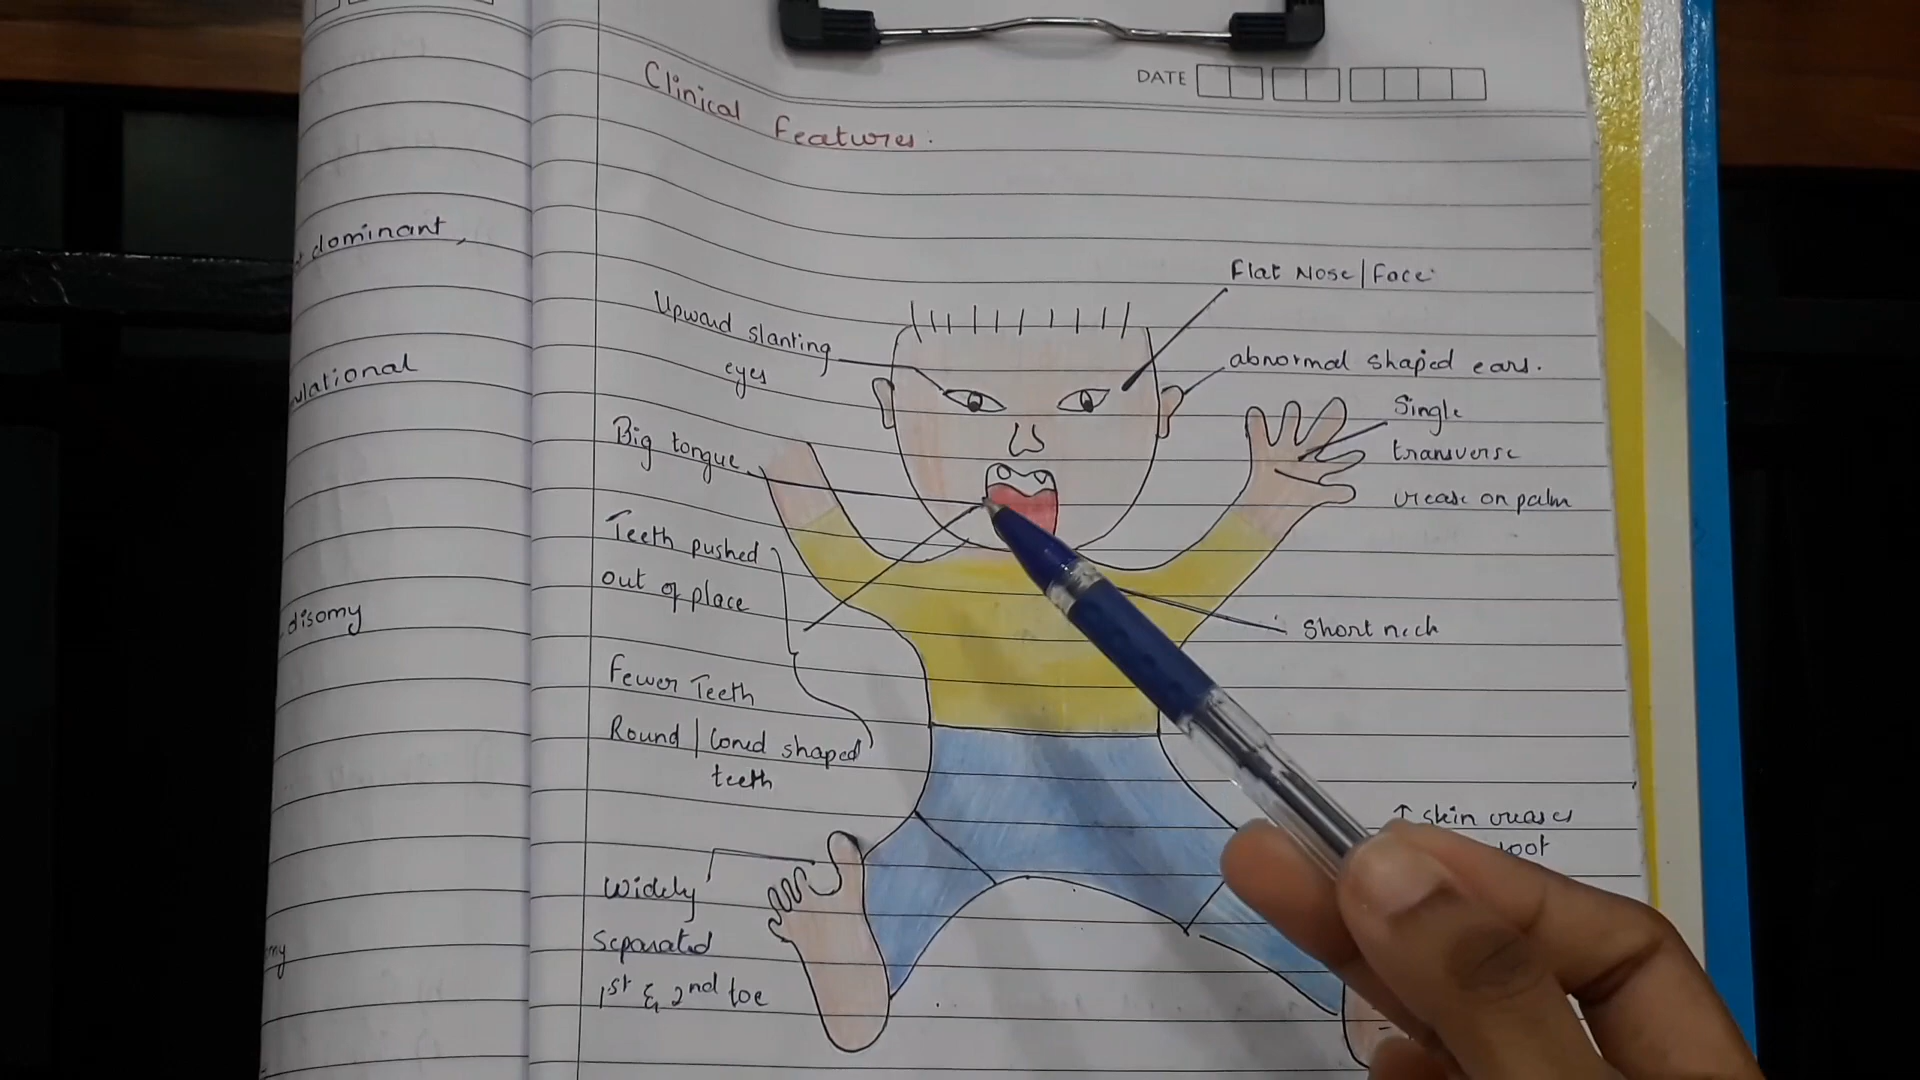 DATE
Clinical Features:
dominant,
Flat Nose/Face
Upward slanting
eyes
abnormal shaped ears.
Single
transverse
crease on palm
Big tongue
Teeth pushed
out of place
disomy
Short neck
Fewer Teeth
Round/Coned shaped
teeth
↑ skin creases
Widely
Separated
1st & 2nd toe